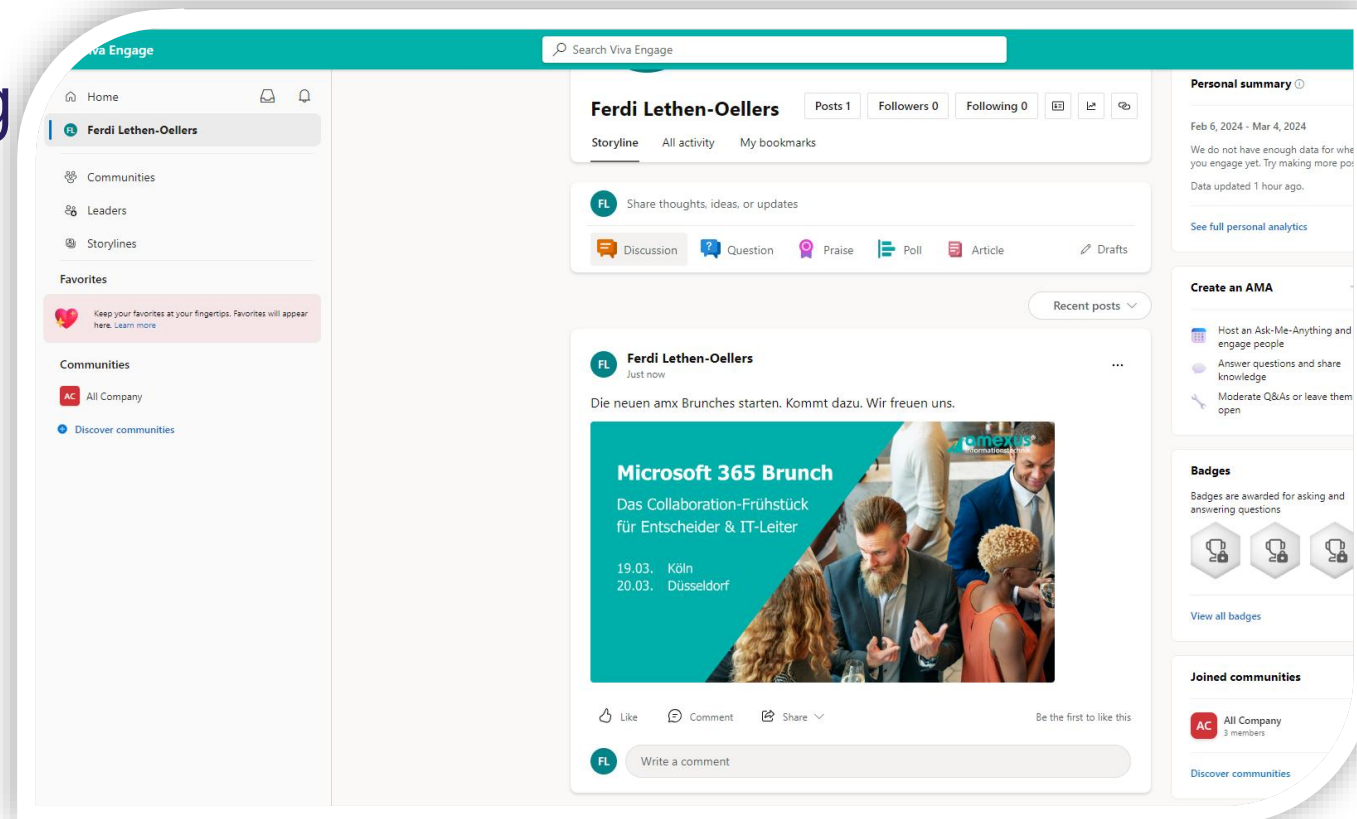 g
Viva Engage
Search Viva Engage
Home
FL Ferdi Lethen-Oellers
Communities
Leaders
Storylines
Favorites
Keep your favorites at your fingertips. Favorites will appear
here. Learn more
Communities
AC All Company
Discover communities
Ferdi Lethen-Oellers
Posts 1
Followers 0
Following 0
Storyline All activity My bookmarks
FL Share thoughts, ideas, or updates
Discussion Question Praise Poll Article Drafts
Recent posts
FL Ferdi Lethen-Oellers
Just now
Die neuen amx Brunches starten. Kommt dazu. Wir freuen uns.
amexus
Informationstechnik
Microsoft 365 Brunch
Das Collaboration-Frühstück
für Entscheider & IT-Leiter
19.03. Köln
20.03. Düsseldorf
Like Comment Share Be the first to like this
FL Write a comment
Personal summary
Feb 6, 2024 - Mar 4, 2024
We do not have enough data for whe
you engage yet. Try making more pos
Data updated 1 hour ago.
See full personal analytics
Create an AMA
Host an Ask-Me-Anything and
engage people
Answer questions and share
knowledge
Moderate Q&As or leave them
open
Badges
Badges are awarded for asking and
answering questions
View all badges
Joined communities
AC All Company
3 members
Discover communities